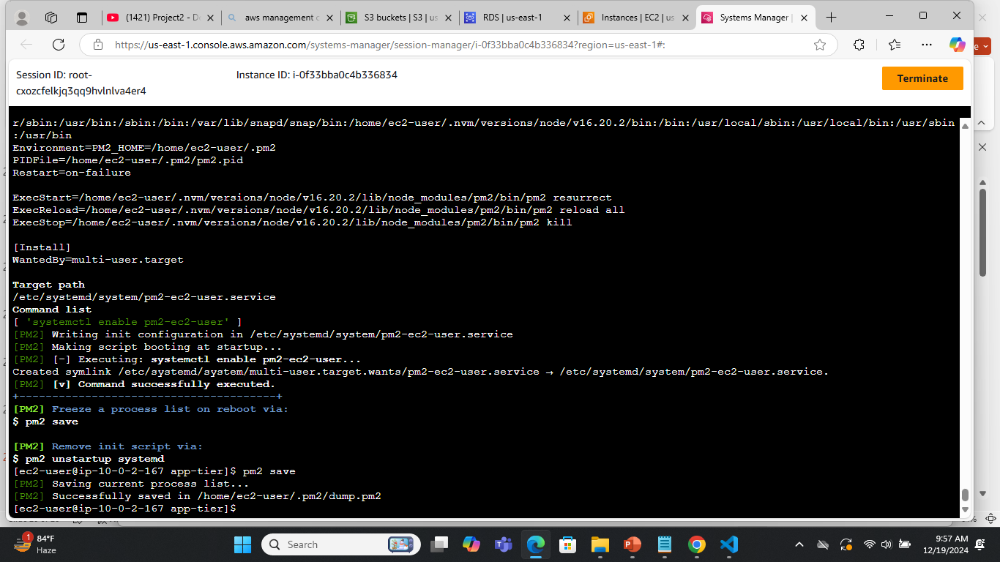 (1421) Project2 - D
aws management c
S3 buckets | S3 | us
RDS | us-east-1
Instances | EC2 | us
Systems Manager |
https://us-east-1.console.aws.amazon.com/systems-manager/session-manager/i-0f33bba0c4b336834?region=us-east-1#:
Session ID: root-
cxozcfelkjq3qq9hvlnlva4er4
Instance ID: i-0f33bba0c4b336834
Terminate
r/sbin:/usr/bin:/sbin:/bin:/var/lib/snapd/snap/bin:/home/ec2-user/.nvm/versions/node/v16.20.2/bin:/bin:/usr/local/sbin:/usr/local/bin:/usr/sbin
:/usr/bin
Environment=PM2_HOME=/home/ec2-user/.pm2
PIDFile=/home/ec2-user/.pm2/pm2.pid
Restart=on-failure
ExecStart=/home/ec2-user/.nvm/versions/node/v16.20.2/lib/node_modules/pm2/bin/pm2 resurrect
ExecReload=/home/ec2-user/.nvm/versions/node/v16.20.2/lib/node_modules/pm2/bin/pm2 reload all
ExecStop=/home/ec2-user/.nvm/versions/node/v16.20.2/lib/node_modules/pm2/bin/pm2 kill
[Install]
WantedBy=multi-user.target
Target path
/etc/systemd/system/pm2-ec2-user.service
Command list
[ 'systemctl enable pm2-ec2-user' ]
[PM2] Writing init configuration in /etc/systemd/system/pm2-ec2-user.service
[PM2] Making script booting at startup...
[PM2] [-] Executing: systemctl enable pm2-ec2-user...
Created symlink /etc/systemd/system/multi-user.target.wants/pm2-ec2-user.service → /etc/systemd/system/pm2-ec2-user.service.
[PM2] [v] Command successfully executed.
+---------------------------------------+
[PM2] Freeze a process list on reboot via:
$ pm2 save
[PM2] Remove init script via:
$ pm2 unstartup systemd
[ec2-user@ip-10-0-2-167 app-tier]$ pm2 save
[PM2] Saving current process list...
[PM2] Successfully saved in /home/ec2-user/.pm2/dump.pm2
[ec2-user@ip-10-0-2-167 app-tier]$
1
84°F
Haze
Search
9:57 AM
12/19/2024